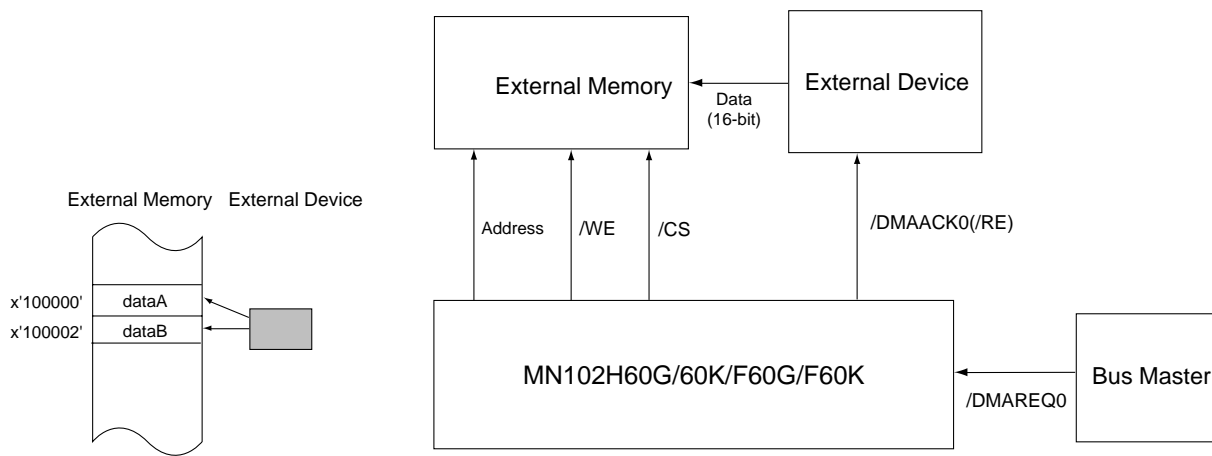 External Memory
External Device
Data
(16-bit)
External Memory External Device
Address
/WE
/CS
/DMAACK0(/RE)
x'100000'
dataA
x'100002'
dataB
MN102H60G/60K/F60G/F60K
Bus Master
/DMAREQ0